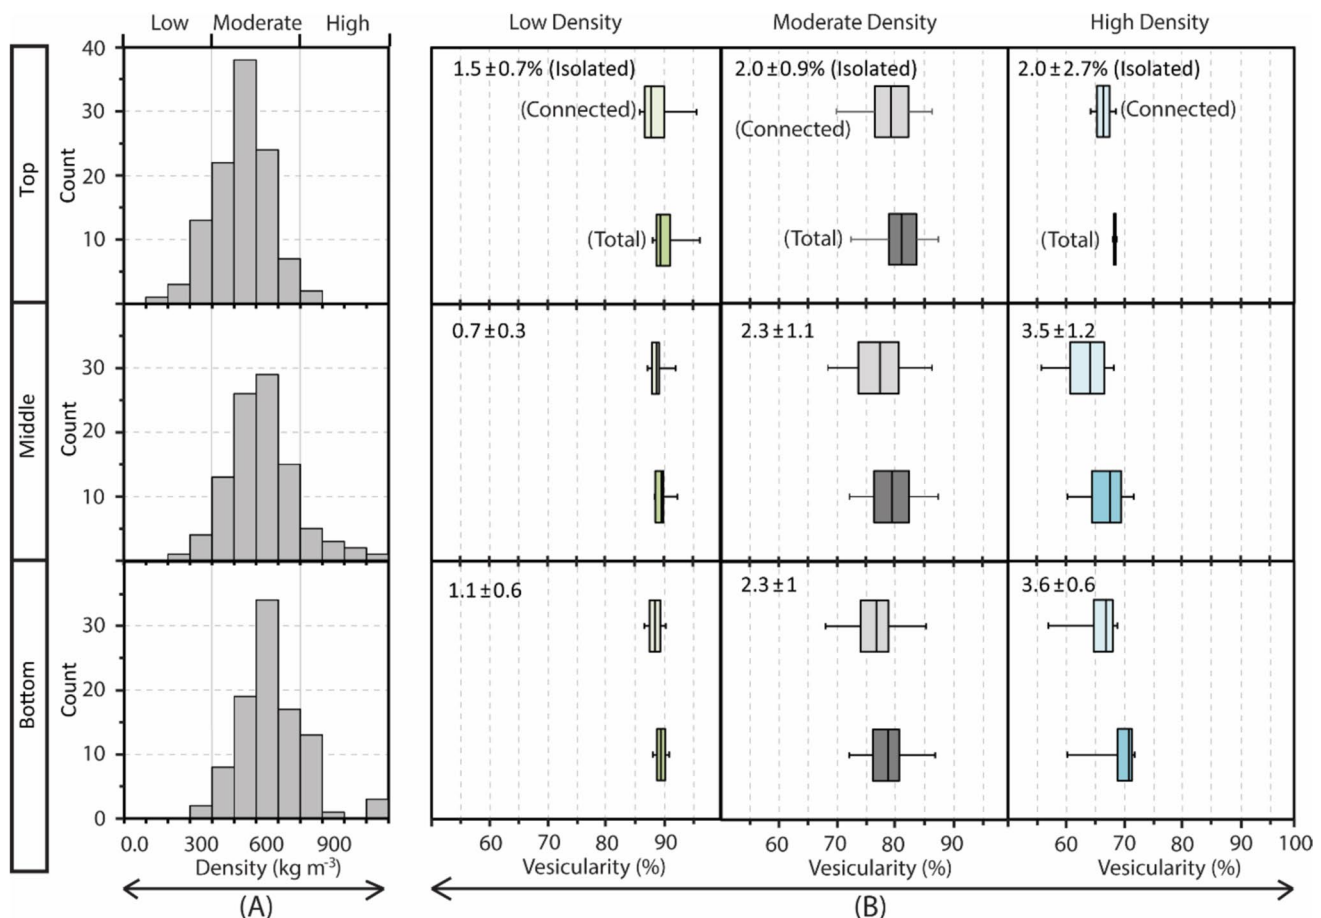 Low Moderate High
Low Density Moderate Density High Density
Top
Count
40
30
20
10
1.5±0.7% (Isolated)
(Connected)
(Total)
2.0±0.9% (Isolated)
(Connected)
(Total)
2.0±2.7% (Isolated)
(Connected)
(Total)
Middle
Count
30
20
10
0.7±0.3
2.3±1.1
3.5±1.2
Bottom
Count
30
20
10
0
1.1±0.6
2.3±1
3.6±0.6
0.0 300 600 900
Density (kg m-3)
60 70 80 90
Vesicularity (%)
60 70 80 90
Vesicularity (%)
60 70 80 90 100
Vesicularity (%)
(A)
(B)